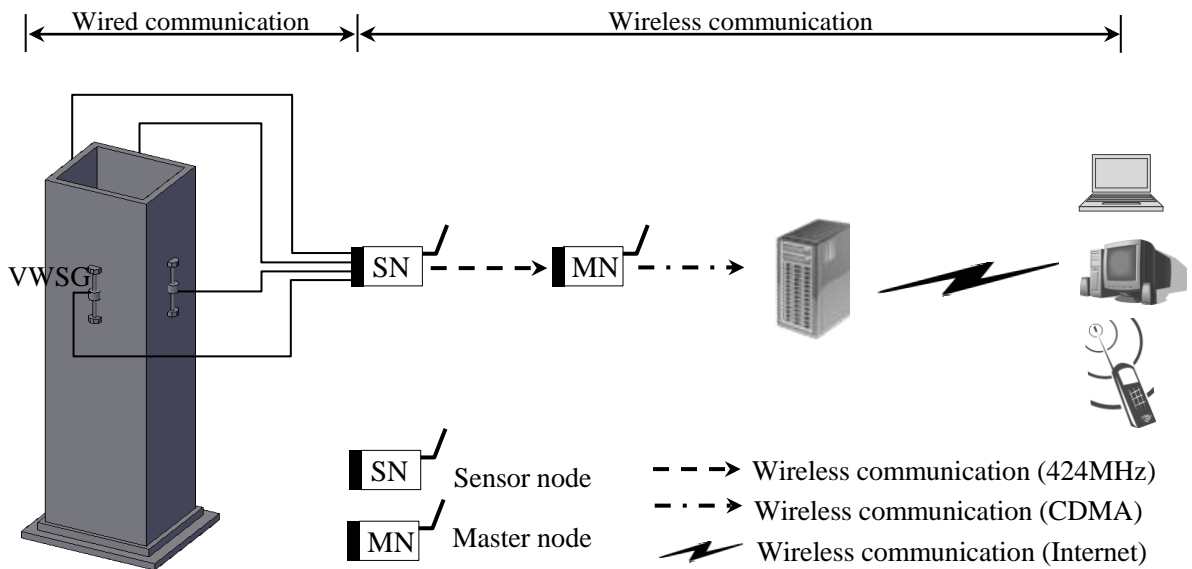 Wired communication
Wireless communication
VWSG
SN
MN
SN
Sensor node
MN
Master node
Wireless communication (424MHz)
Wireless communication (CDMA)
Wireless communication (Internet)